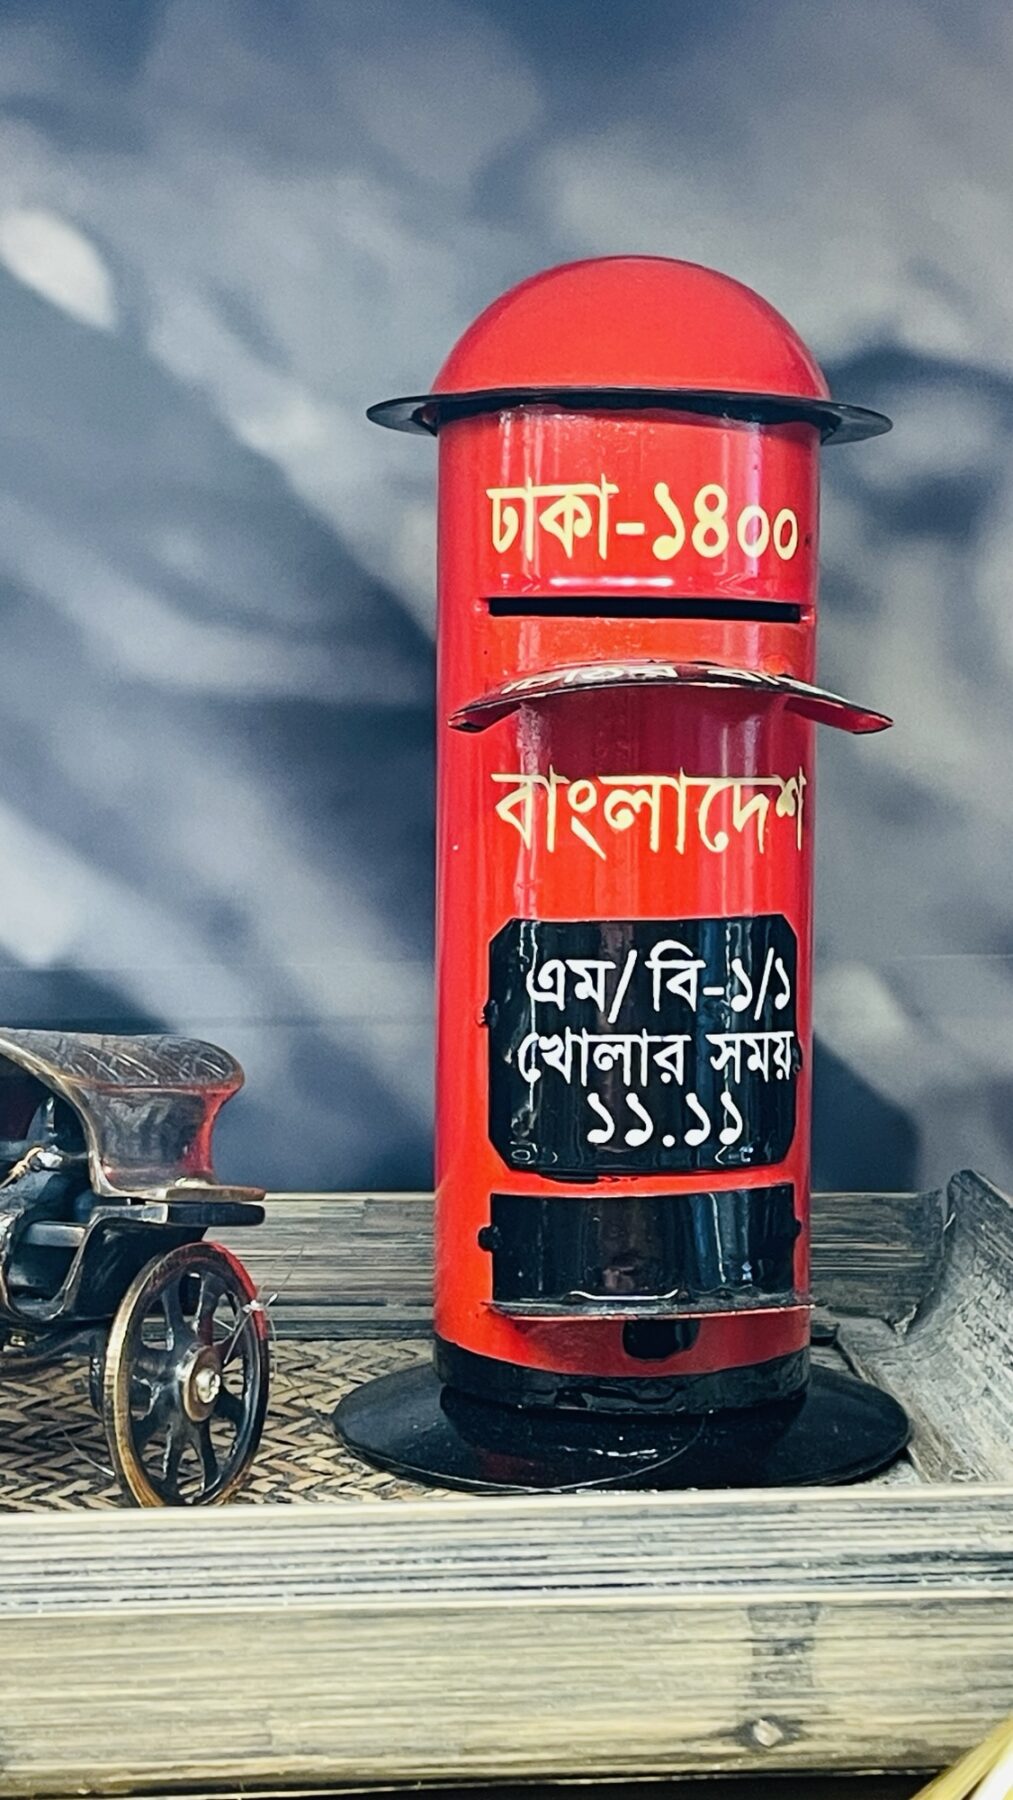 ঢাকা-১৪০০
চিঠির বাক্স
বাংলাদেশ
এম/ বি-১/১
খোলার সময়
১১.১১